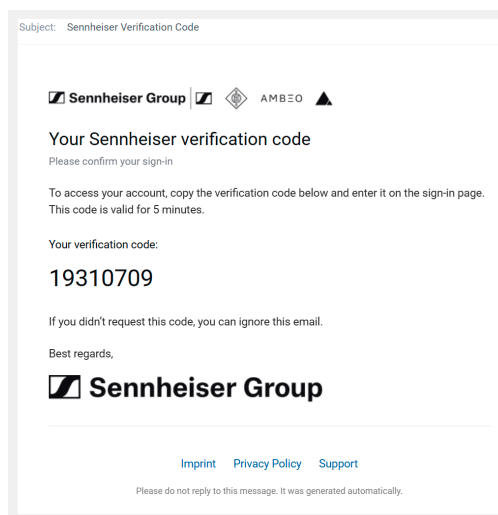 Subject: Sennheiser Verification Code
Sennheiser Group AMBEO
Your Sennheiser verification code
Please confirm your sign-in
To access your account, copy the verification code below and enter it on the sign-in page.
This code is valid for 5 minutes.
Your verification code:
19310709
If you didn't request this code, you can ignore this email.
Best regards,
Sennheiser Group
Imprint Privacy Policy Support
Please do not reply to this message. It was generated automatically.